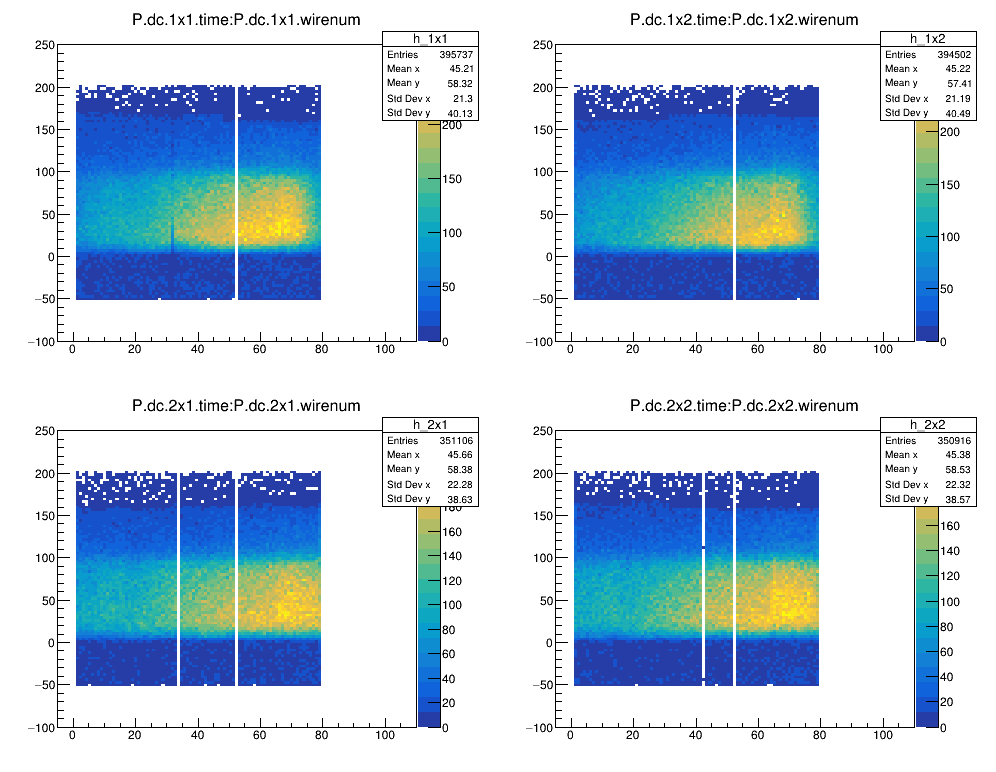 P.dc.1x1.time:P.dc.1x1.wirenum
h_1x1
Entries 395737
Mean x 45.21
Mean y 58.32
Std Dev x 21.3
Std Dev y 40.13
250
200
150
100
50
0
−50
−100
0 20 40 60 80 100
200
150
100
50
0
P.dc.1x2.time:P.dc.1x2.wirenum
h_1x2
Entries 394502
Mean x 45.22
Mean y 57.41
Std Dev x 21.19
Std Dev y 40.49
250
200
150
100
50
0
−50
−100
0 20 40 60 80 100
200
150
100
50
0
P.dc.2x1.time:P.dc.2x1.wirenum
h_2x1
Entries 351106
Mean x 45.66
Mean y 58.38
Std Dev x 22.28
Std Dev y 38.63
250
200
150
100
50
0
−50
−100
0 20 40 60 80 100
180
160
140
120
100
80
60
40
20
0
P.dc.2x2.time:P.dc.2x2.wirenum
h_2x2
Entries 350916
Mean x 45.38
Mean y 58.53
Std Dev x 22.32
Std Dev y 38.57
250
200
150
100
50
0
−50
−100
0 20 40 60 80 100
160
140
120
100
80
60
40
20
0